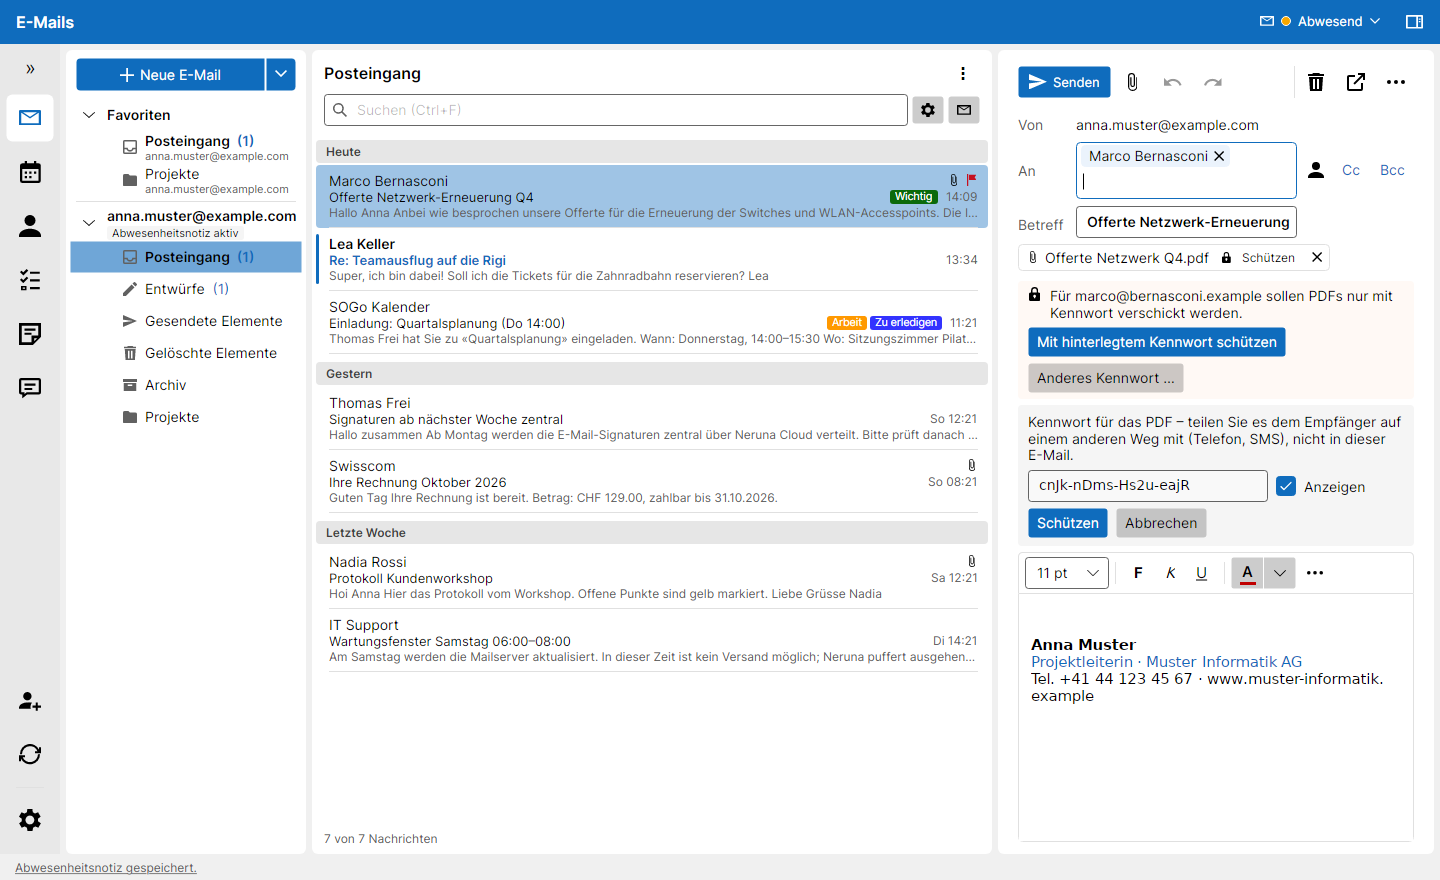 E-Mails
Abwesend
»
Neue E-Mail
Favoriten
Posteingang (1)
anna.muster@example.com
Projekte
anna.muster@example.com
anna.muster@example.com
Abwesenheitsnotiz aktiv
Posteingang (1)
Entwürfe (1)
Gesendete Elemente
Gelöschte Elemente
Archiv
Projekte
Posteingang
Suchen (Ctrl+F)
Heute
Marco Bernasconi
Offerte Netzwerk-Erneuerung Q4 Wichtig 14:09
Hallo Anna Anbei wie besprochen unsere Offerte für die Erneuerung der Switches und WLAN-Accesspoints. Die I...
Lea Keller
Re: Teamausflug auf die Rigi 13:34
Super, ich bin dabei! Soll ich die Tickets für die Zahnradbahn reservieren? Lea
SOGo Kalender
Einladung: Quartalsplanung (Do 14:00) Arbeit Zu erledigen 11:21
Thomas Frei hat Sie zu «Quartalsplanung» eingeladen. Wann: Donnerstag, 14:00–15:30 Wo: Sitzungszimmer Pilat...
Gestern
Thomas Frei
Signaturen ab nächster Woche zentral So 12:21
Hallo zusammen Ab Montag werden die E-Mail-Signaturen zentral über Neruna Cloud verteilt. Bitte prüft danach ...
Swisscom
Ihre Rechnung Oktober 2026 So 08:21
Guten Tag Ihre Rechnung ist bereit. Betrag: CHF 129.00, zahlbar bis 31.10.2026.
Letzte Woche
Nadia Rossi
Protokoll Kundenworkshop Sa 12:21
Hoi Anna Hier das Protokoll vom Workshop. Offene Punkte sind gelb markiert. Liebe Grüsse Nadia
IT Support
Wartungsfenster Samstag 06:00–08:00 Di 14:21
Am Samstag werden die Mailserver aktualisiert. In dieser Zeit ist kein Versand möglich; Neruna puffert ausgehen...
7 von 7 Nachrichten
Senden
Von anna.muster@example.com
An Marco Bernasconi Cc Bcc
Betreff Offerte Netzwerk-Erneuerung
Offerte Netzwerk Q4.pdf Schützen
Für marco@bernasconi.example sollen PDFs nur mit
Kennwort verschickt werden.
Mit hinterlegtem Kennwort schützen
Anderes Kennwort ...
Kennwort für das PDF – teilen Sie es dem Empfänger auf
einem anderen Weg mit (Telefon, SMS), nicht in dieser
E-Mail.
cnJk-nDms-Hs2u-eajR Anzeigen
Schützen Abbrechen
11 pt F K U A
Anna Muster
Projektleiterin · Muster Informatik AG
Tel. +41 44 123 45 67 · www.muster-informatik.
example
Abwesenheitsnotiz gespeichert.